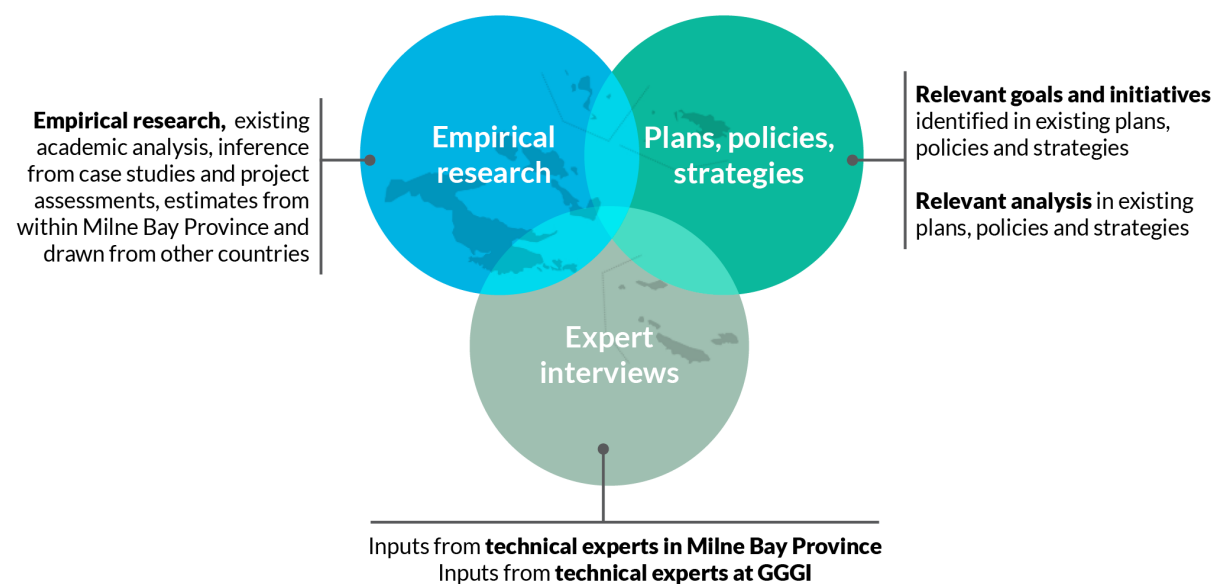 Empirical research, existing
academic analysis, inference
from case studies and project
assessments, estimates from
within Milne Bay Province and
drawn from other countries
Empirical
research
Plans, policies,
strategies
Relevant goals and initiatives
identified in existing plans,
policies and strategies
Relevant analysis in existing
plans, policies and strategies
Expert
interviews
Inputs from technical experts in Milne Bay Province
Inputs from technical experts at GGGI